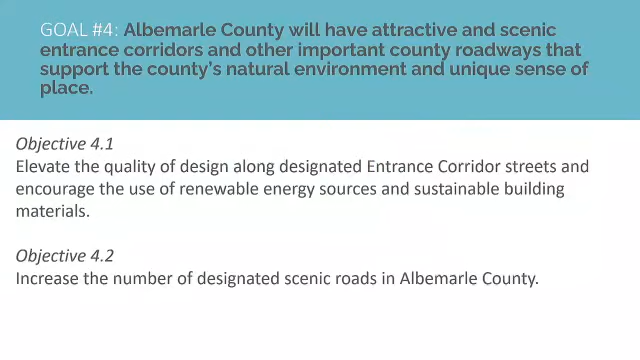 GOAL #4: Albemarle County will have attractive and scenic
entrance corridors and other important county roadways that
support the county's natural environment and unique sense of
place.
Objective 4.1
Elevate the quality of design along designated Entrance Corridor streets and
encourage the use of renewable energy sources and sustainable building
materials.
Objective 4.2
Increase the number of designated scenic roads in Albemarle County.